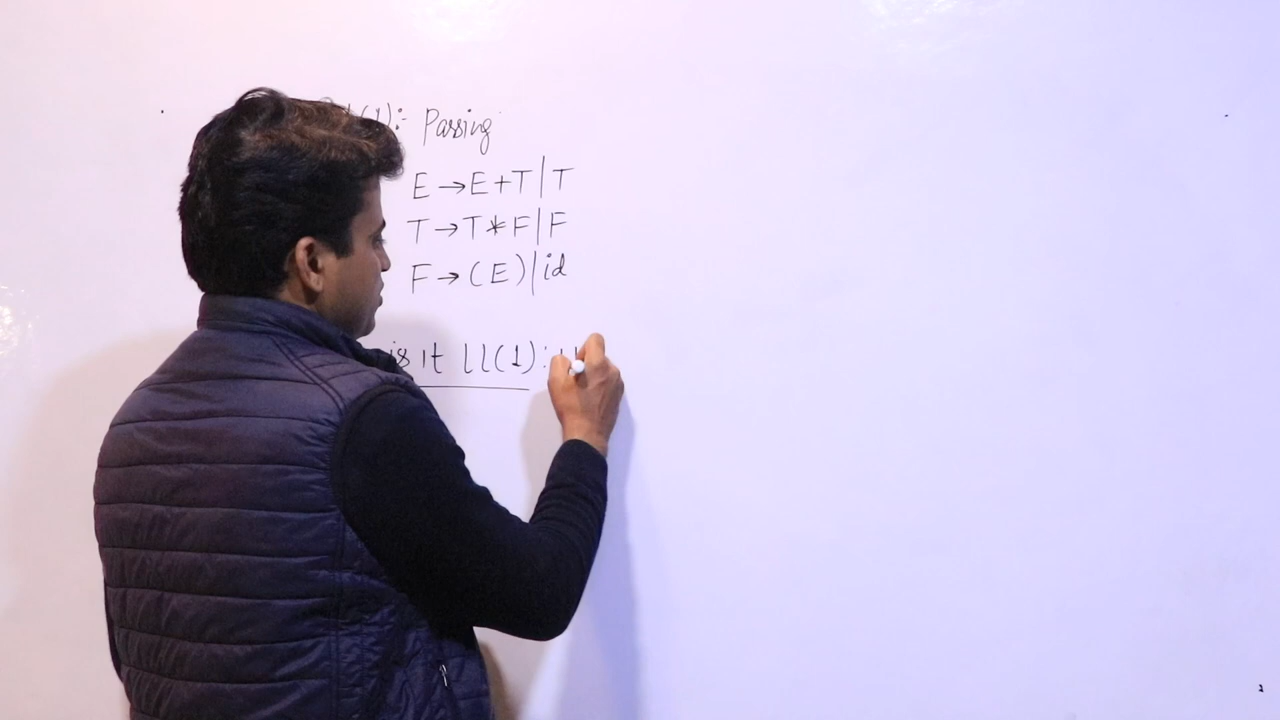 (1):- Parsing
E → E+T | T
T → T * F | F
F → (E) | id
is it LL(1):